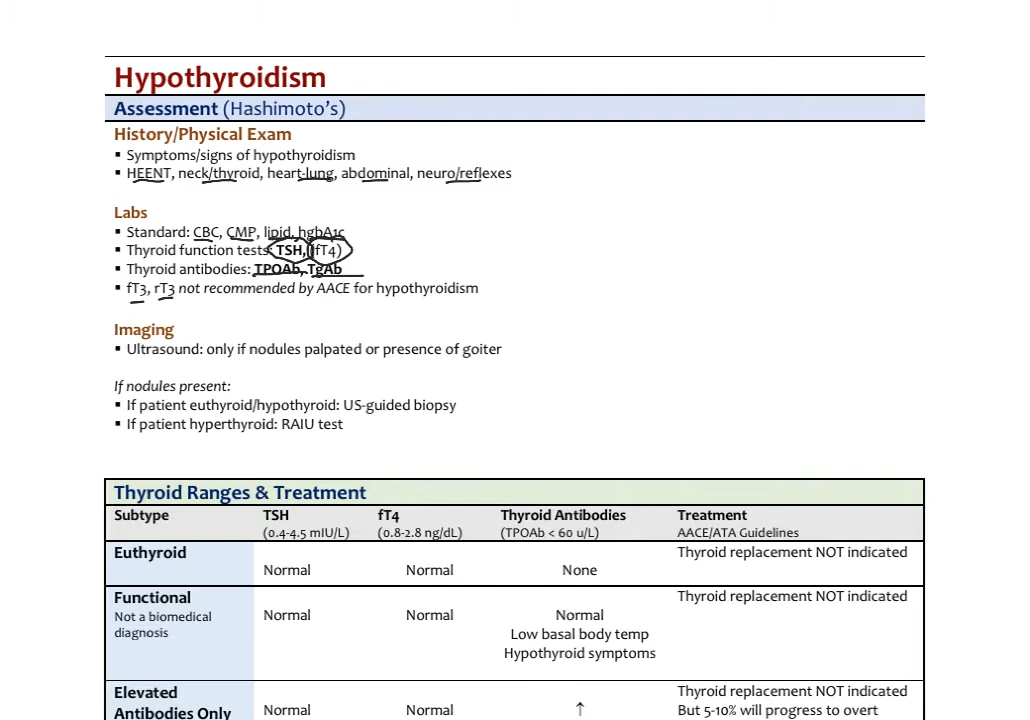 Hypothyroidism
Assessment (Hashimoto's)
History/Physical Exam
▪ Symptoms/signs of hypothyroidism
▪ HEENT, neck/thyroid, heart-lung, abdominal, neuro/reflexes
Labs
▪ Standard: CBC, CMP, lipid, hgbA1c
▪ Thyroid function tests: TSH, (fT4)
▪ Thyroid antibodies: TPOAb, TgAb
▪ fT3, rT3 not recommended by AACE for hypothyroidism
Imaging
▪ Ultrasound: only if nodules palpated or presence of goiter
If nodules present:
▪ If patient euthyroid/hypothyroid: US-guided biopsy
▪ If patient hyperthyroid: RAIU test
Thyroid Ranges & Treatment
Subtype TSH fT4 Thyroid Antibodies Treatment
(0.4-4.5 mIU/L) (0.8-2.8 ng/dL) (TPOAb < 60 u/L) AACE/ATA Guidelines
Euthyroid Thyroid replacement NOT indicated
Normal Normal None
Functional Thyroid replacement NOT indicated
Not a biomedical Normal Normal Normal
diagnosis Low basal body temp
Hypothyroid symptoms
Elevated Thyroid replacement NOT indicated
Antibodies Only Normal Normal ↑ But 5-10% will progress to overt